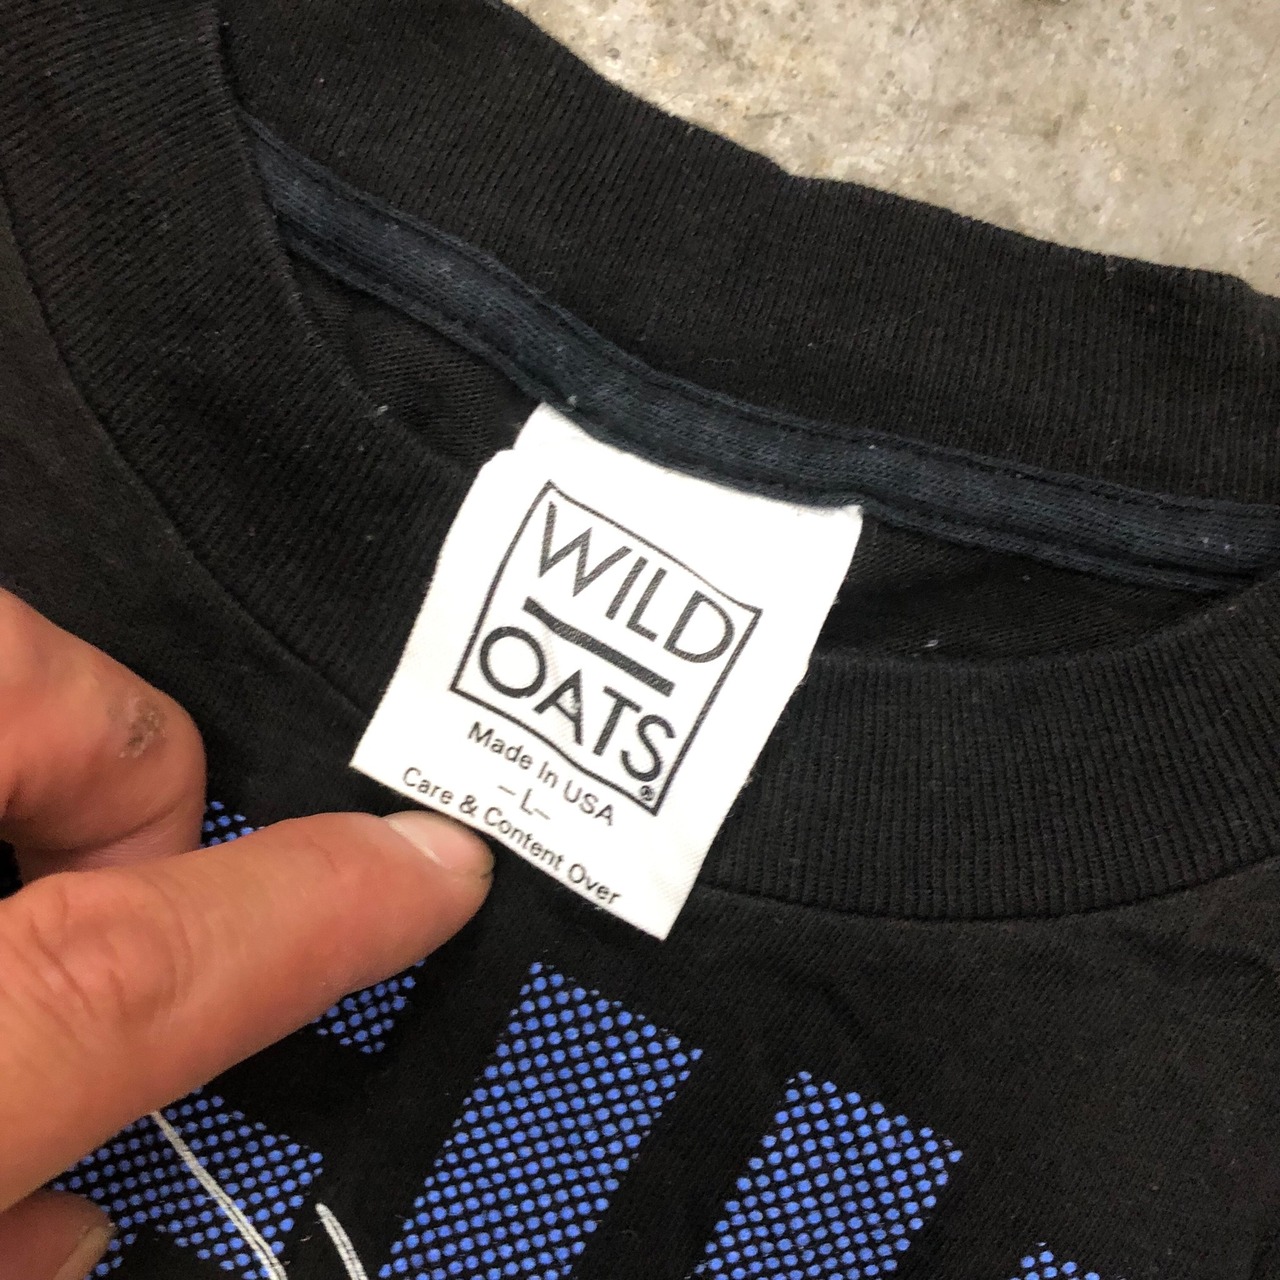 WILD
OATS®
Made In USA
– L –
Care & Content Over